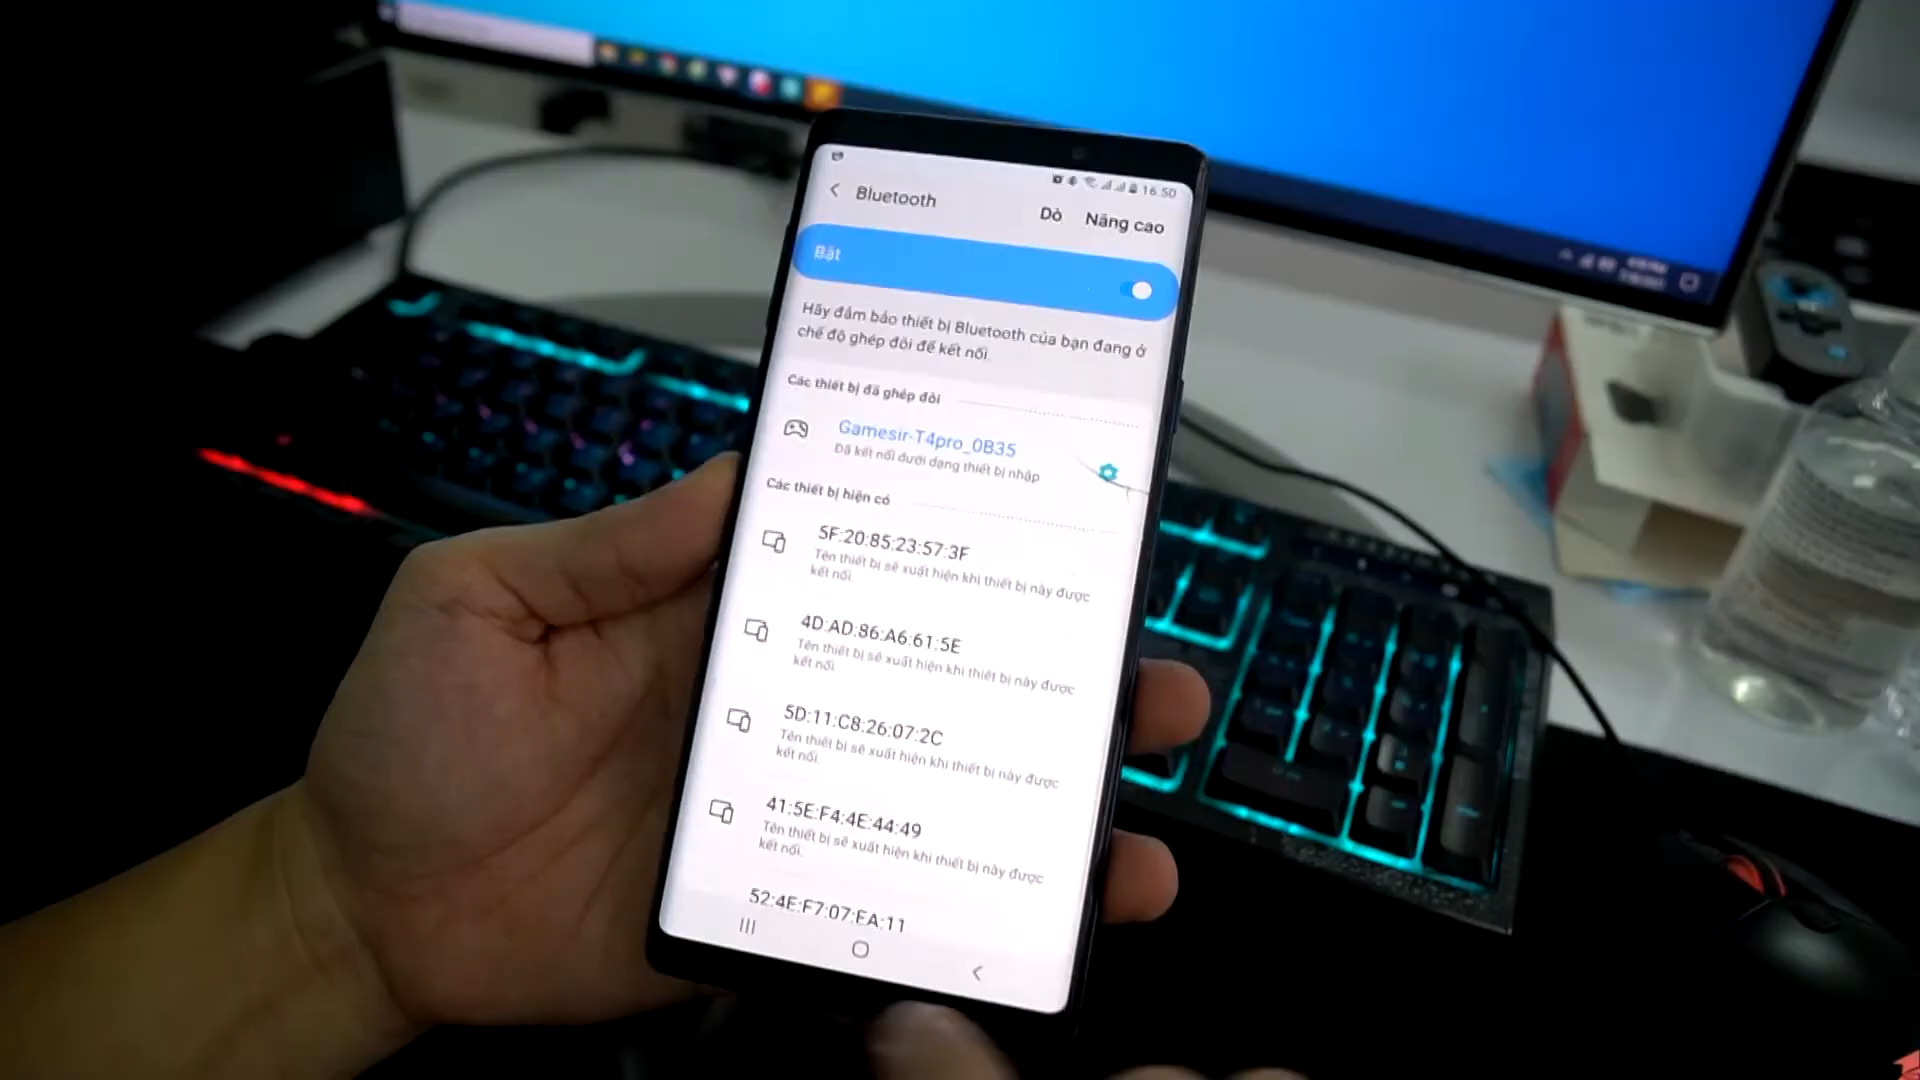 16.50
Bluetooth
Dò
Nâng cao
Bật
Hãy đảm bảo thiết bị Bluetooth của bạn đang ở
chế độ ghép đôi để kết nối.
Các thiết bị đã ghép đôi
Gamesir-T4pro_0B35
Đã kết nối dưới dạng thiết bị nhập
Các thiết bị hiện có
5F:20:85:23:57:3F
Tên thiết bị sẽ xuất hiện khi thiết bị này được
kết nối.
4D:AD:86:A6:61:5E
Tên thiết bị sẽ xuất hiện khi thiết bị này được
kết nối.
5D:11:C8:26:07:2C
Tên thiết bị sẽ xuất hiện khi thiết bị này được
kết nối.
41:5E:F4:4E:44:49
Tên thiết bị sẽ xuất hiện khi thiết bị này được
kết nối.
52:4E:F7:07:EA:11